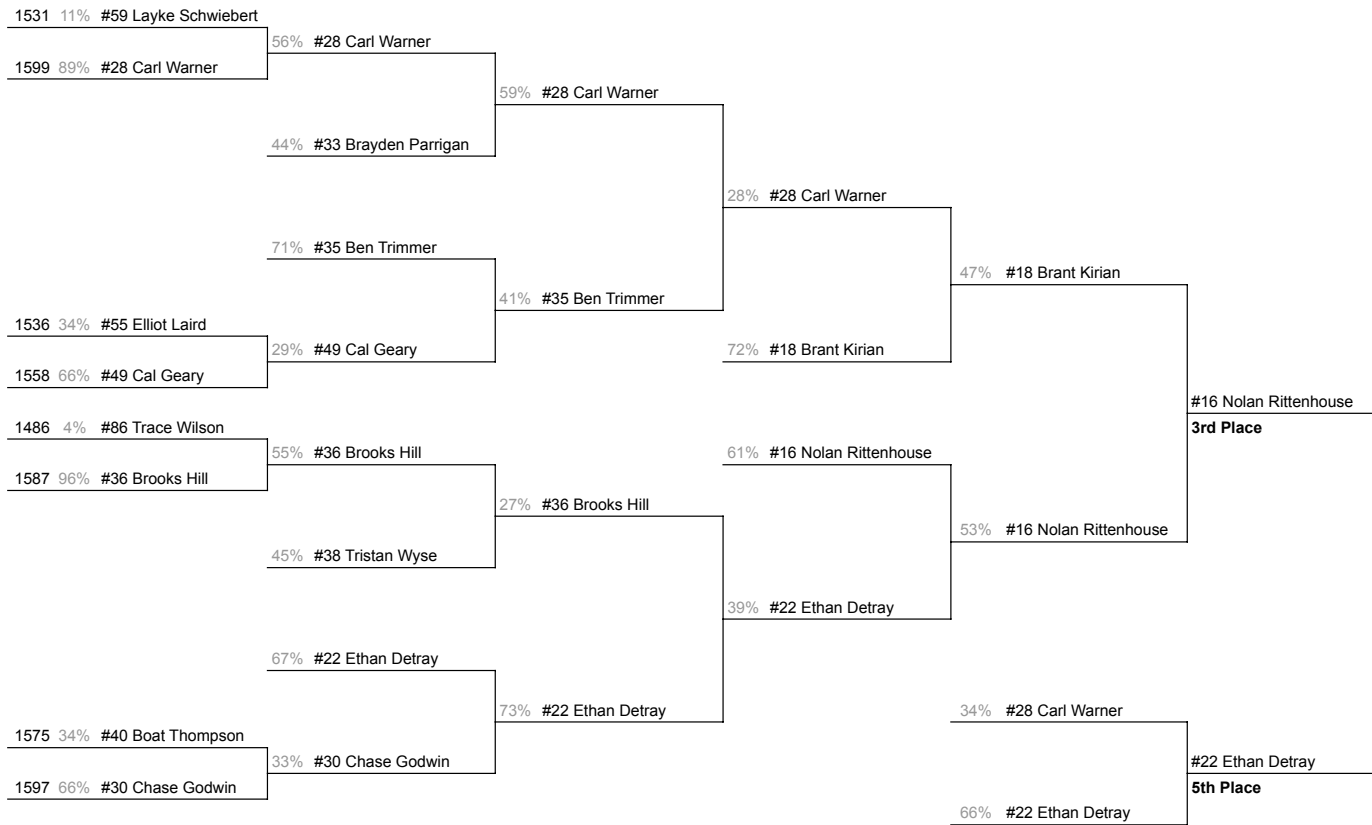 1531 11% #59 Layke Schwiebert
56% #28 Carl Warner
1599 89% #28 Carl Warner
59% #28 Carl Warner
44% #33 Brayden Parrigan
28% #28 Carl Warner
71% #35 Ben Trimmer
47% #18 Brant Kirian
41% #35 Ben Trimmer
1536 34% #55 Elliot Laird
29% #49 Cal Geary
72% #18 Brant Kirian
1558 66% #49 Cal Geary
#16 Nolan Rittenhouse
3rd Place
1486 4% #86 Trace Wilson
55% #36 Brooks Hill
61% #16 Nolan Rittenhouse
1587 96% #36 Brooks Hill
27% #36 Brooks Hill
53% #16 Nolan Rittenhouse
45% #38 Tristan Wyse
39% #22 Ethan Detray
67% #22 Ethan Detray
73% #22 Ethan Detray
34% #28 Carl Warner
1575 34% #40 Boat Thompson
33% #30 Chase Godwin
#22 Ethan Detray
5th Place
1597 66% #30 Chase Godwin
66% #22 Ethan Detray